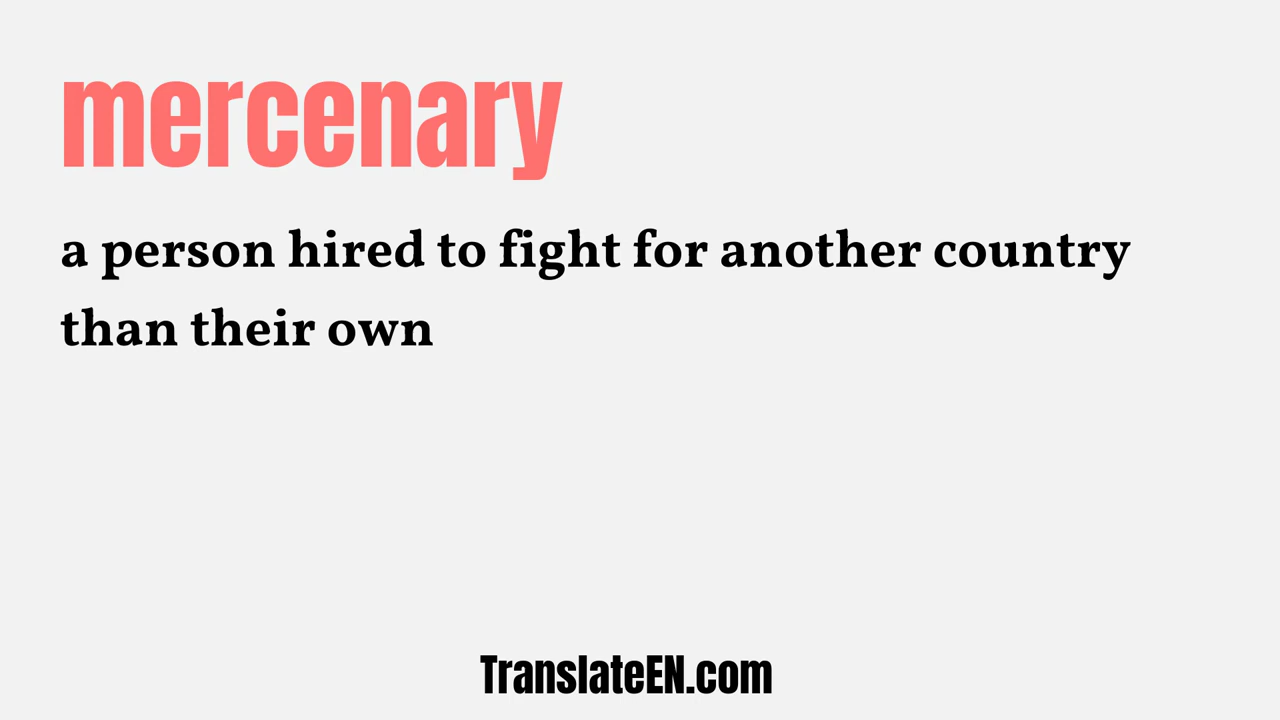 mercenary
a person hired to fight for another country
than their own
TranslateEN.com